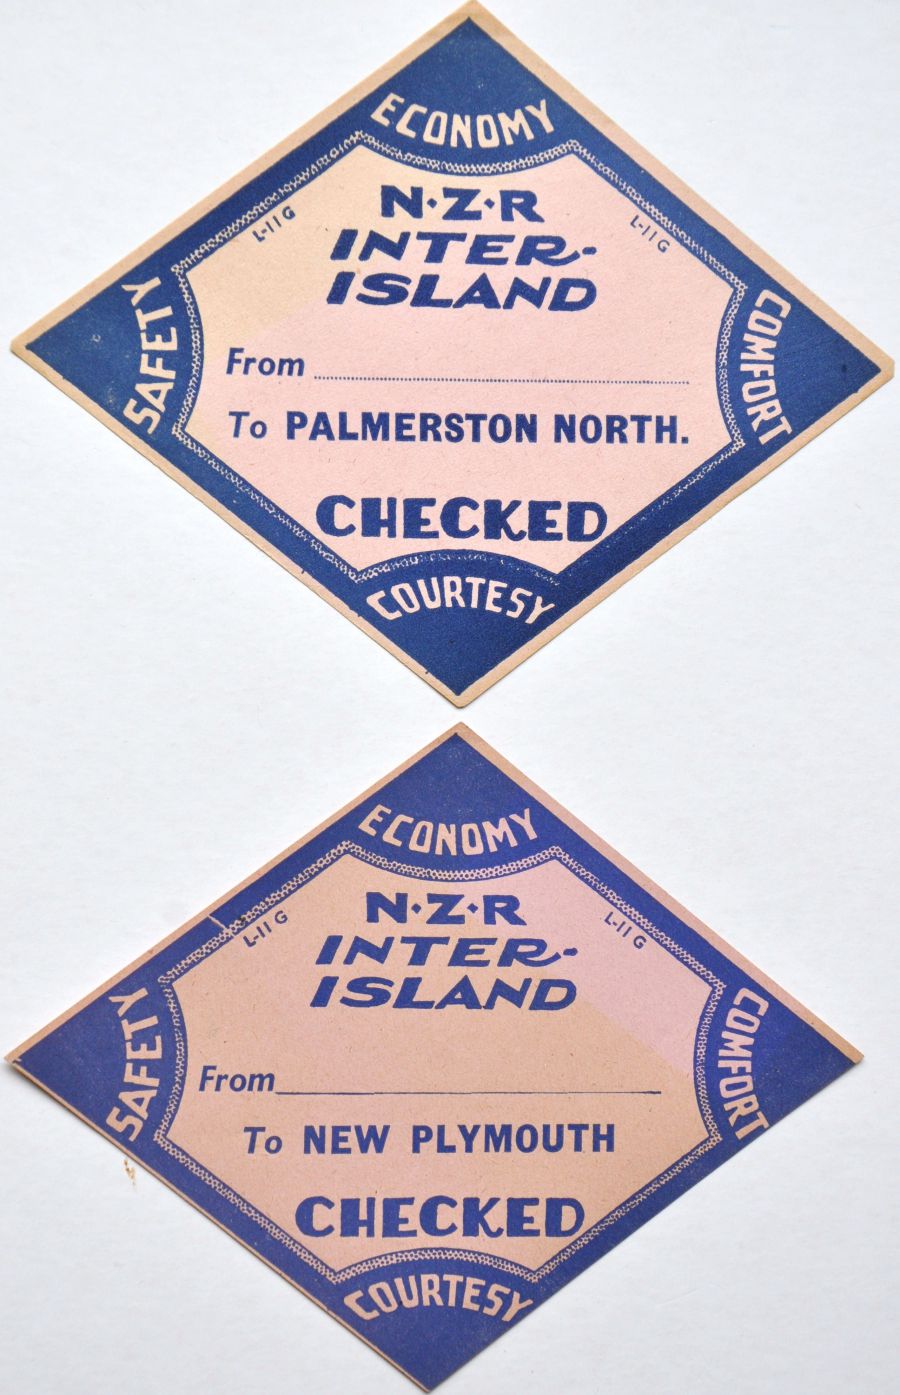 ECONOMY
N·Z·R
L-11G
L-11G
INTER-
ISLAND
SAFETY
COMFORT
From
To PALMERSTON NORTH.
CHECKED
COURTESY
ECONOMY
N·Z·R
L-11G
L-11G
INTER-
ISLAND
SAFETY
COMFORT
From
To NEW PLYMOUTH
CHECKED
COURTESY